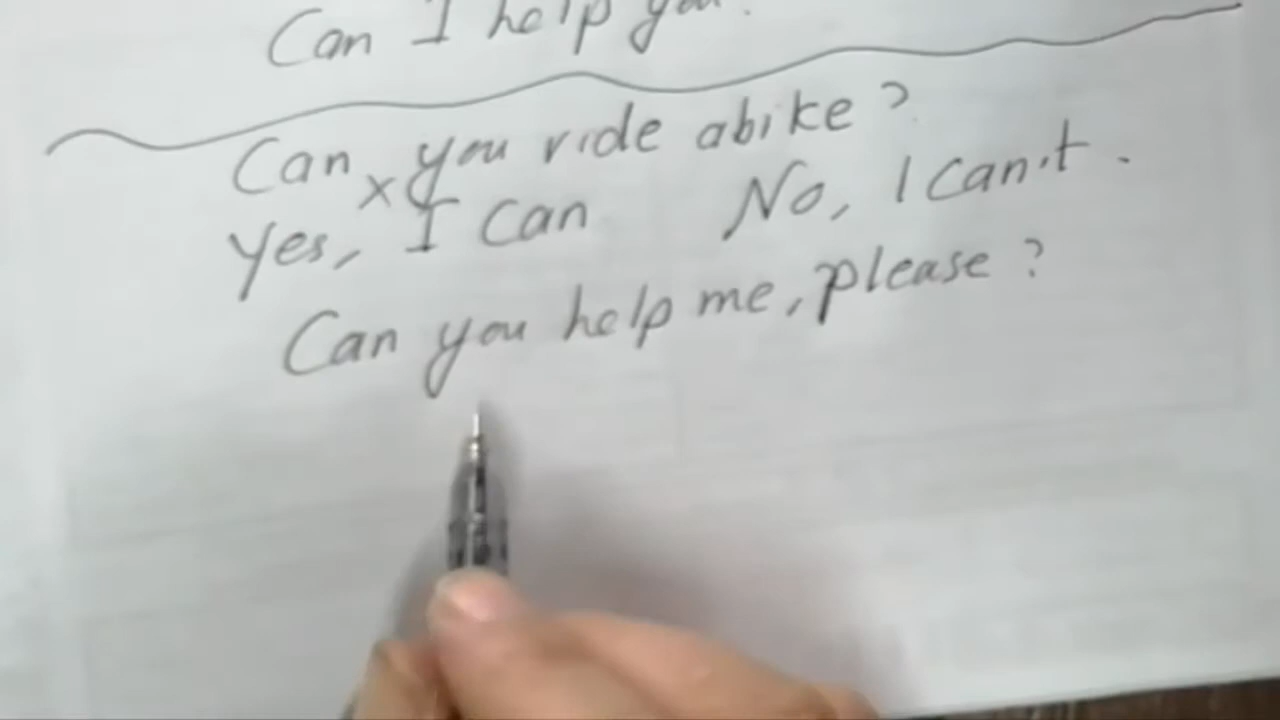 Can I help you?
Can x you ride abike?
Yes, I can No, I can't.
Can you help me, please?